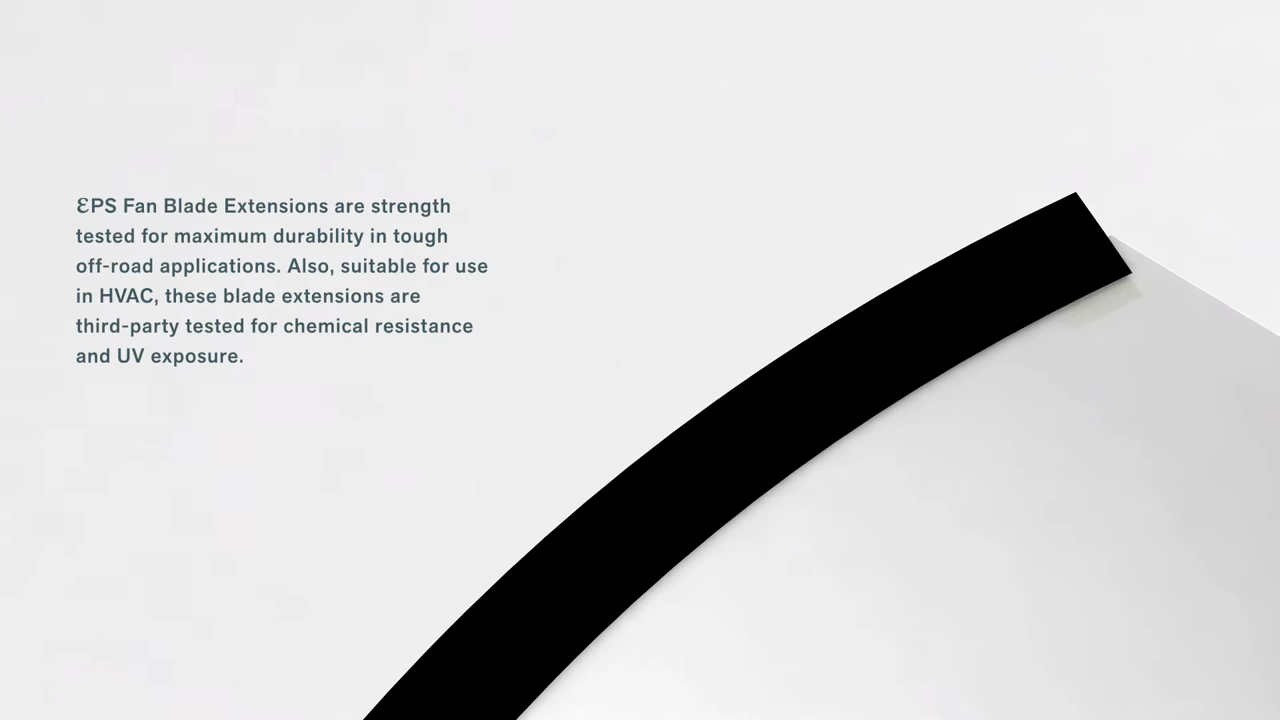 ƐPS Fan Blade Extensions are strength
tested for maximum durability in tough
off-road applications. Also, suitable for use
in HVAC, these blade extensions are
third-party tested for chemical resistance
and UV exposure.